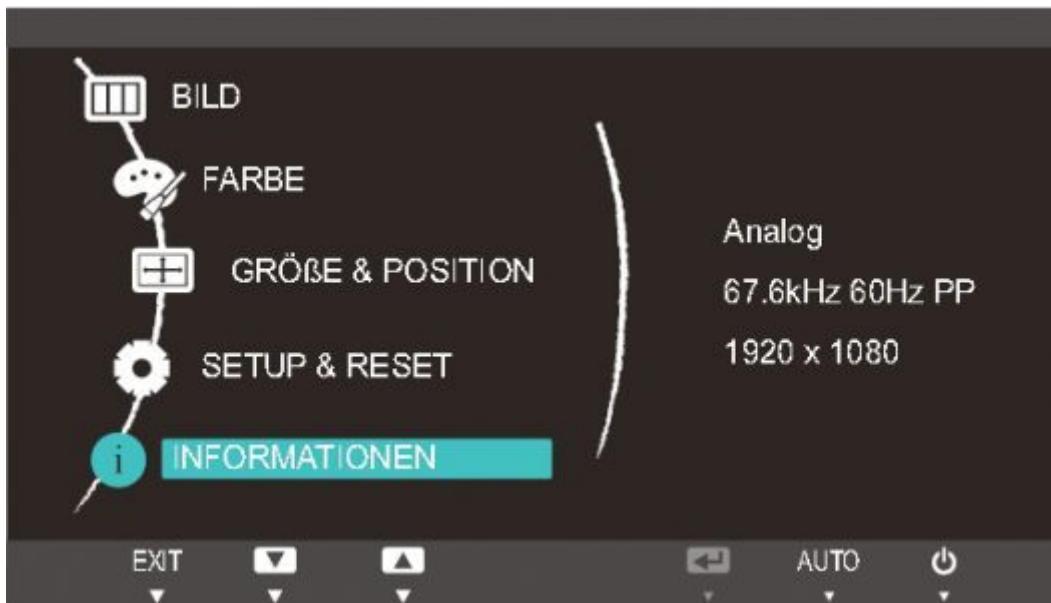 BILD
FARBE
GRÖßE & POSITION
SETUP & RESET
i INFORMATIONEN
Analog
67.6kHz 60Hz PP
1920 x 1080
EXIT AUTO